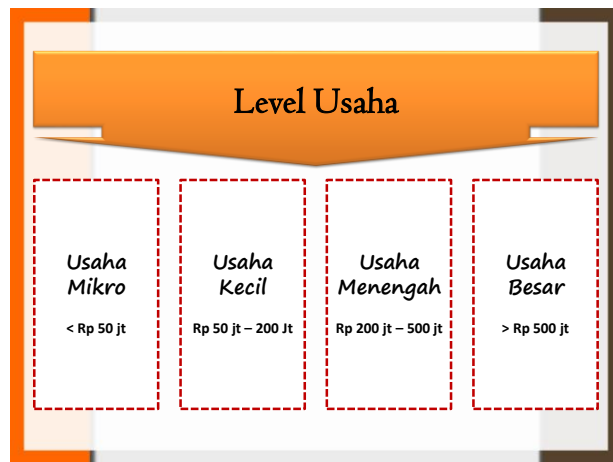 Level Usaha
Usaha
Mikro
< Rp 50 jt
Usaha
Kecil
Rp 50 jt – 200 Jt
Usaha
Menengah
Rp 200 jt – 500 jt
Usaha
Besar
> Rp 500 jt